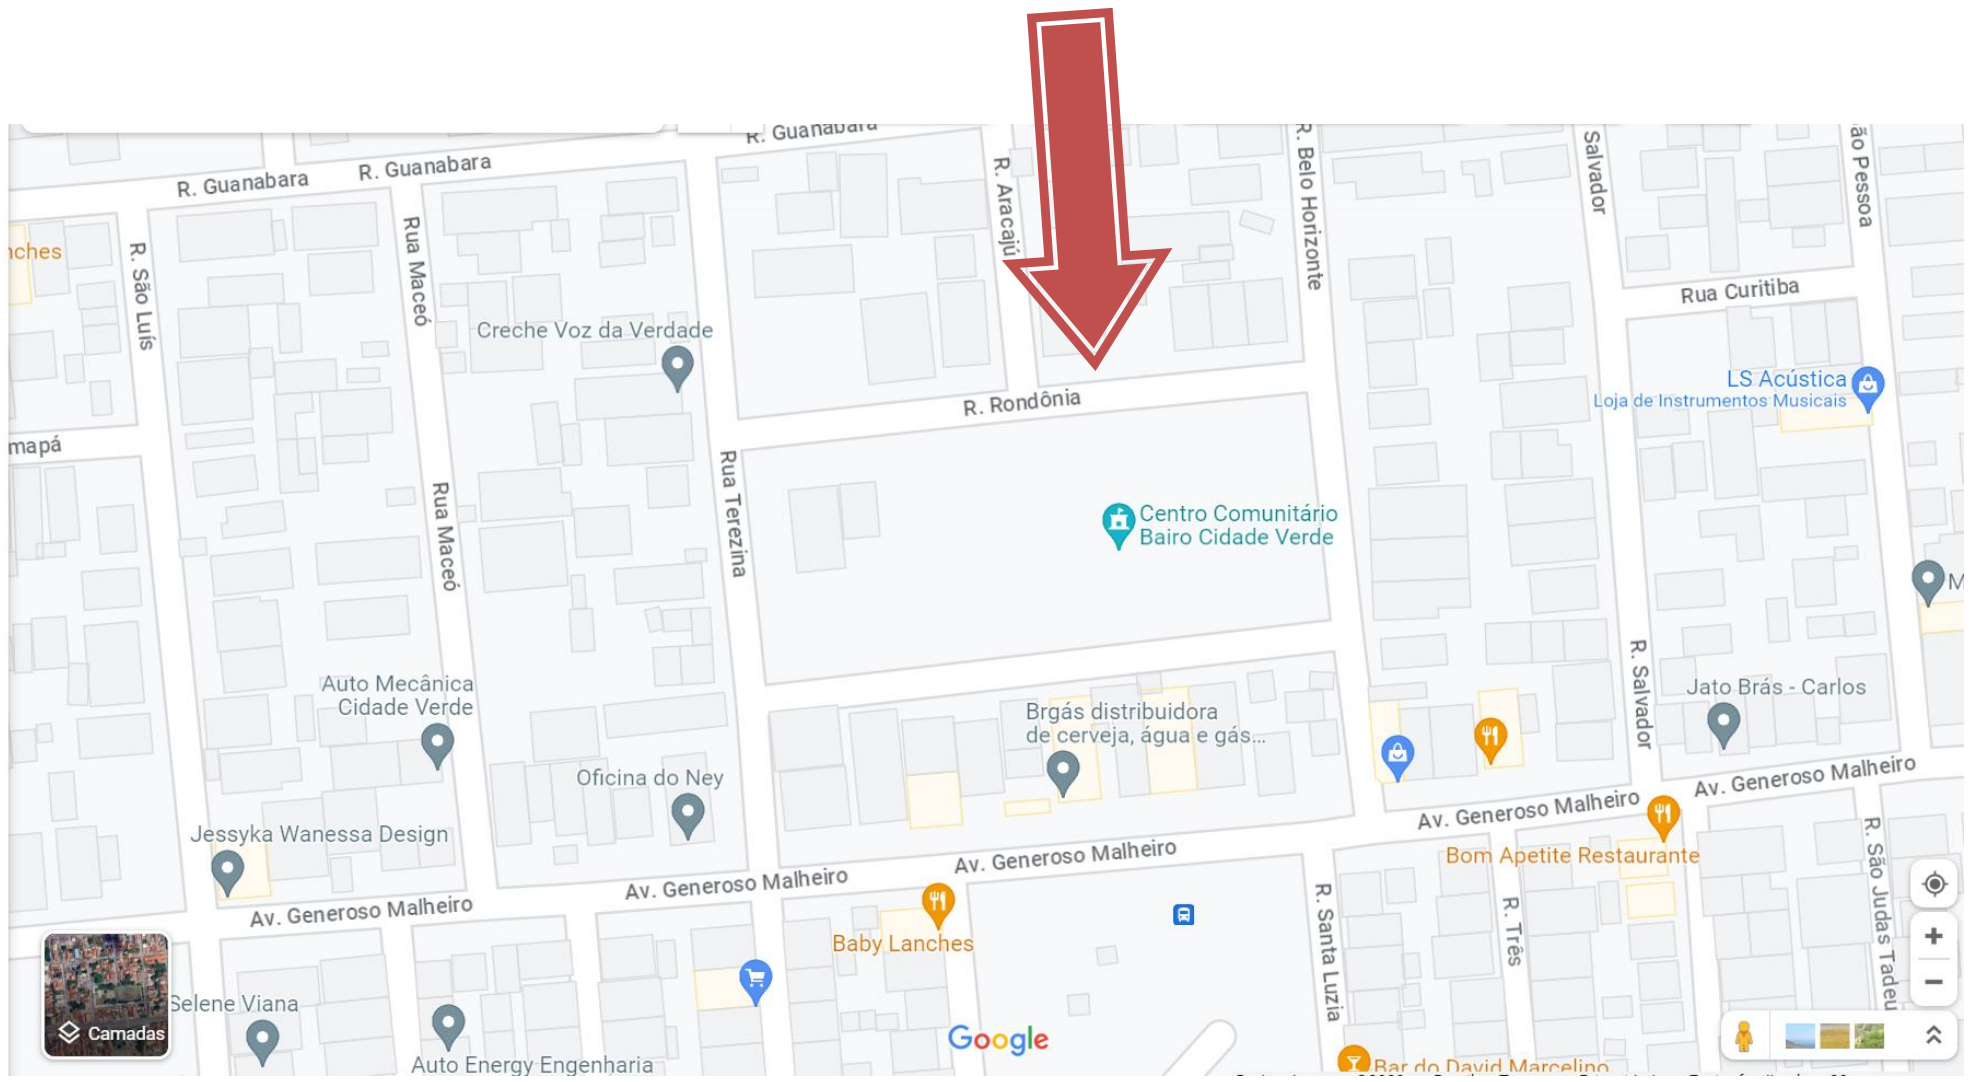 R. Guanabara
R. Guanabara
R. Guanabara
R. São Luís
Rua Maceó
R. Aracajú
R. Belo Horizonte
Salvador
ão Pessoa
nches
Creche Voz da Verdade
Rua Curitiba
LS Acústica
Loja de Instrumentos Musicais
R. Rondônia
mapá
Rua Maceó
Rua Terezina
Centro Comunitário
Bairo Cidade Verde
M
Auto Mecânica
Cidade Verde
Brgás distribuidora
de cerveja, água e gás...
R. Salvador
Jato Brás - Carlos
Oficina do Ney
Av. Generoso Malheiro
Av. Generoso Malheiro
Jessyka Wanessa Design
Av. Generoso Malheiro
Bom Apetite Restaurante
R. São Judas Tadeu
Av. Generoso Malheiro
Av. Generoso Malheiro
Baby Lanches
R. Santa Luzia
R. Três
Selene Viana
Camadas
Google
Auto Energy Engenharia
Bar do David Marcelino